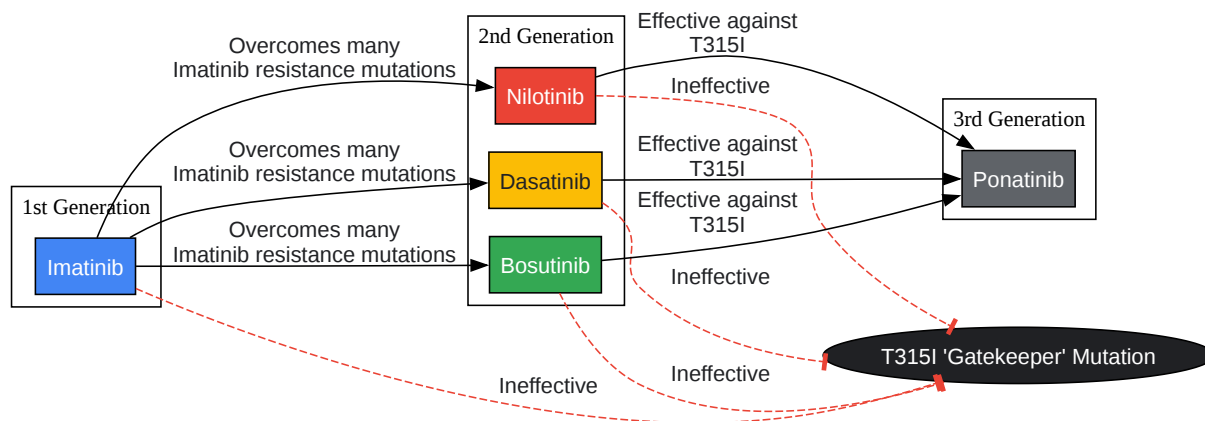 Effective against
T315I
2nd Generation
Overcomes many
Imatinib resistance mutations
Nilotinib
Ineffective
3rd Generation
Overcomes many
Imatinib resistance mutations
Effective against
T315I
Dasatinib
Ponatinib
1st Generation
Effective against
T315I
Overcomes many
Imatinib resistance mutations
Imatinib
Bosutinib
Ineffective
T315I 'Gatekeeper' Mutation
Ineffective
Ineffective